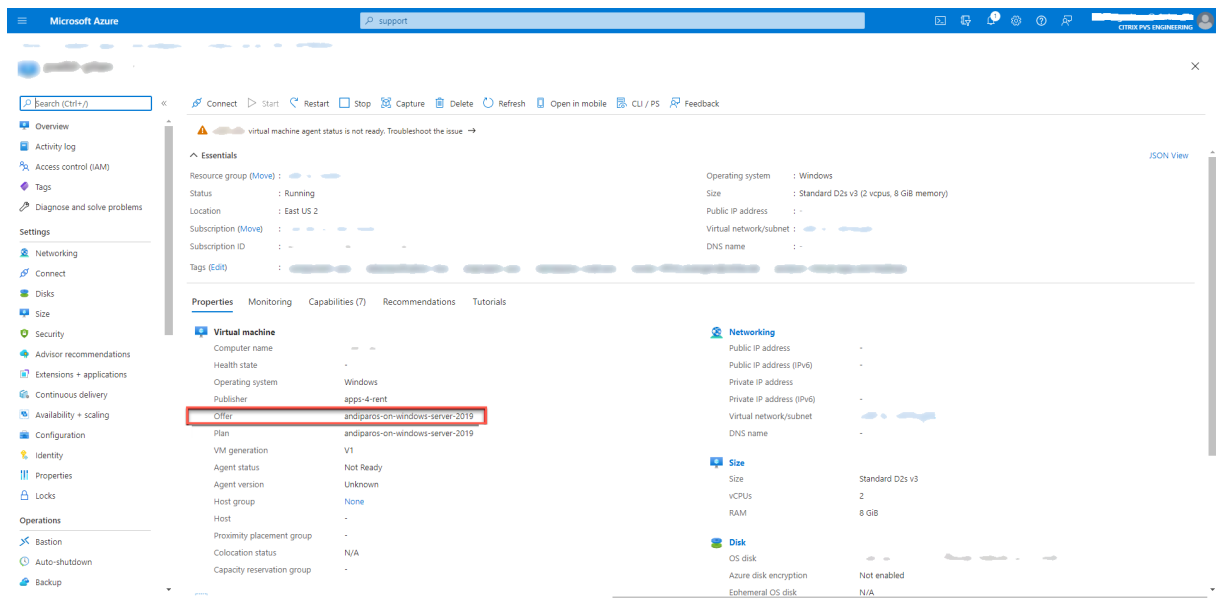 Microsoft Azure
support
1
CITRIX PVS ENGINEERING
Search (Ctrl+/)
«
Connect Start Restart Stop Capture Delete Refresh Open in mobile CLI / PS Feedback
Overview
Activity log
Access control (IAM)
Tags
Diagnose and solve problems
Settings
Networking
Connect
Disks
Size
Security
Advisor recommendations
Extensions + applications
Continuous delivery
Availability + scaling
Configuration
Identity
Properties
Locks
Operations
Bastion
Auto-shutdown
Backup
virtual machine agent status is not ready. Troubleshoot the issue →
Essentials
JSON View
Resource group (Move) :
Status : Running
Location : East US 2
Subscription (Move) :
Subscription ID :
Tags (Edit) :
Operating system : Windows
Size : Standard D2s v3 (2 vcpus, 8 GiB memory)
Public IP address : -
Virtual network/subnet :
DNS name : -
Properties Monitoring Capabilities (7) Recommendations Tutorials
Virtual machine
Computer name
Health state -
Operating system Windows
Publisher apps-4-rent
Offer andiparos-on-windows-server-2019
Plan andiparos-on-windows-server-2019
VM generation V1
Agent status Not Ready
Agent version Unknown
Host group None
Host -
Proximity placement group -
Colocation status N/A
Capacity reservation group -
Networking
Public IP address -
Public IP address (IPv6) -
Private IP address
Private IP address (IPv6) -
Virtual network/subnet
DNS name -
Size
Size Standard D2s v3
vCPUs 2
RAM 8 GiB
Disk
OS disk
Azure disk encryption Not enabled
Ephemeral OS disk N/A